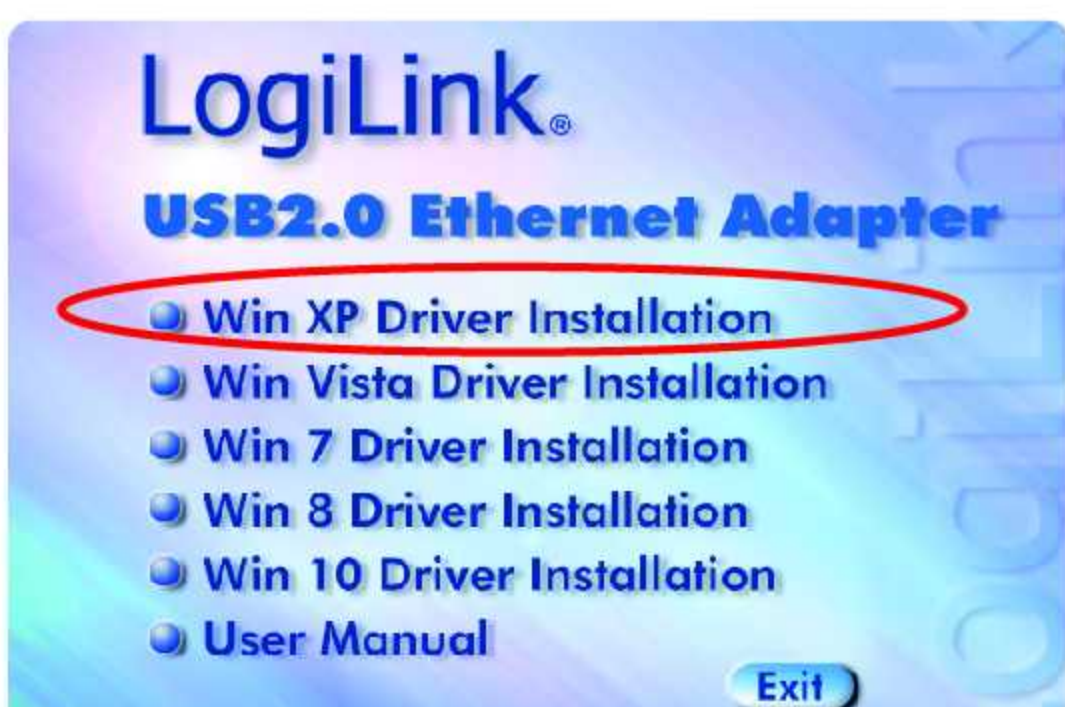 LogiLink®
USB2.0 Ethernet Adapter
Win XP Driver Installation
Win Vista Driver Installation
Win 7 Driver Installation
Win 8 Driver Installation
Win 10 Driver Installation
User Manual
Exit
LogiLink